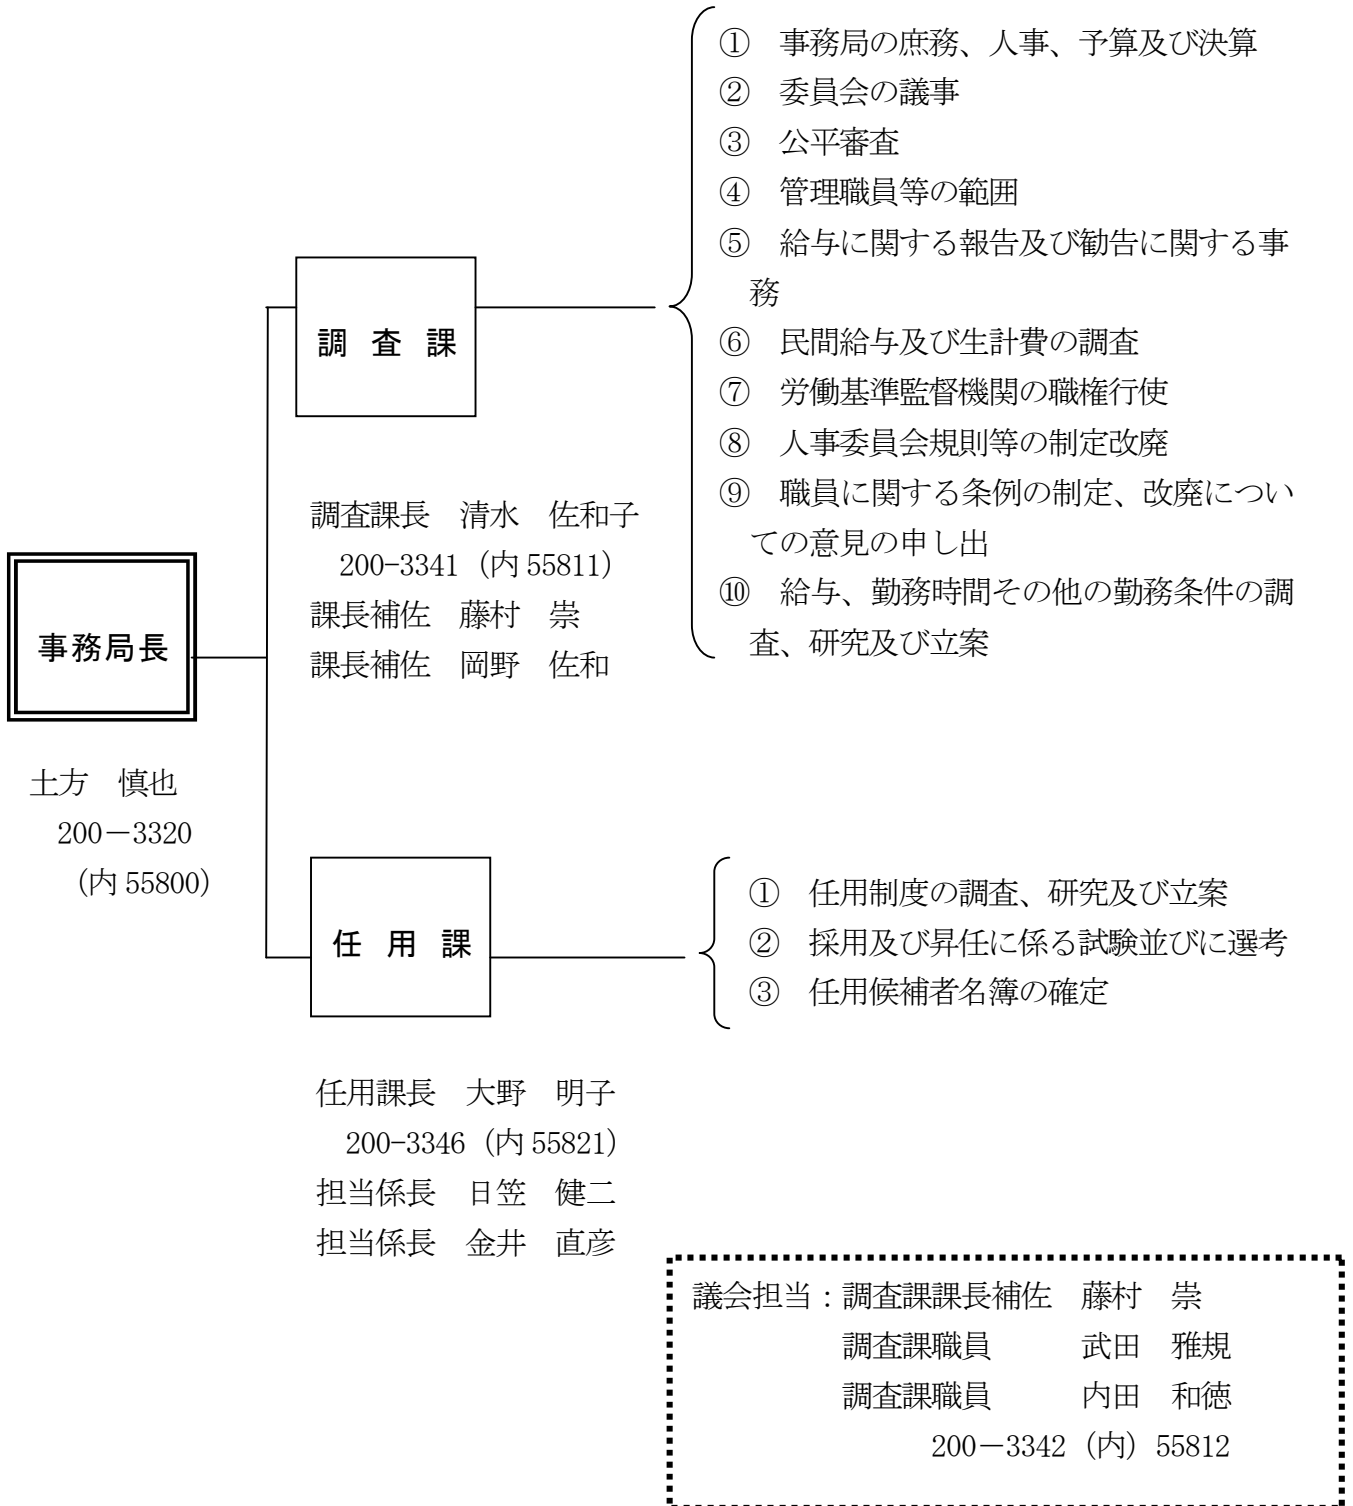 事務局長
土方　慎也
200－3320
（内 55800）
調 査 課
調査課長　清水　佐和子
200-3341（内 55811）
課長補佐　藤村　崇
課長補佐　岡野　佐和
①　事務局の庶務、人事、予算及び決算
②　委員会の議事
③　公平審査
④　管理職員等の範囲
⑤　給与に関する報告及び勧告に関する事
務
⑥　民間給与及び生計費の調査
⑦　労働基準監督機関の職権行使
⑧　人事委員会規則等の制定改廃
⑨　職員に関する条例の制定、改廃につい
ての意見の申し出
⑩　給与、勤務時間その他の勤務条件の調
査、研究及び立案
任 用 課
任用課長　大野　明子
200-3346（内 55821）
担当係長　日笠　健二
担当係長　金井　直彦
①　任用制度の調査、研究及び立案
②　採用及び昇任に係る試験並びに選考
③　任用候補者名簿の確定
議会担当：調査課課長補佐　藤村　崇
調査課職員　　　武田　雅規
調査課職員　　　内田　和徳
200－3342（内）55812